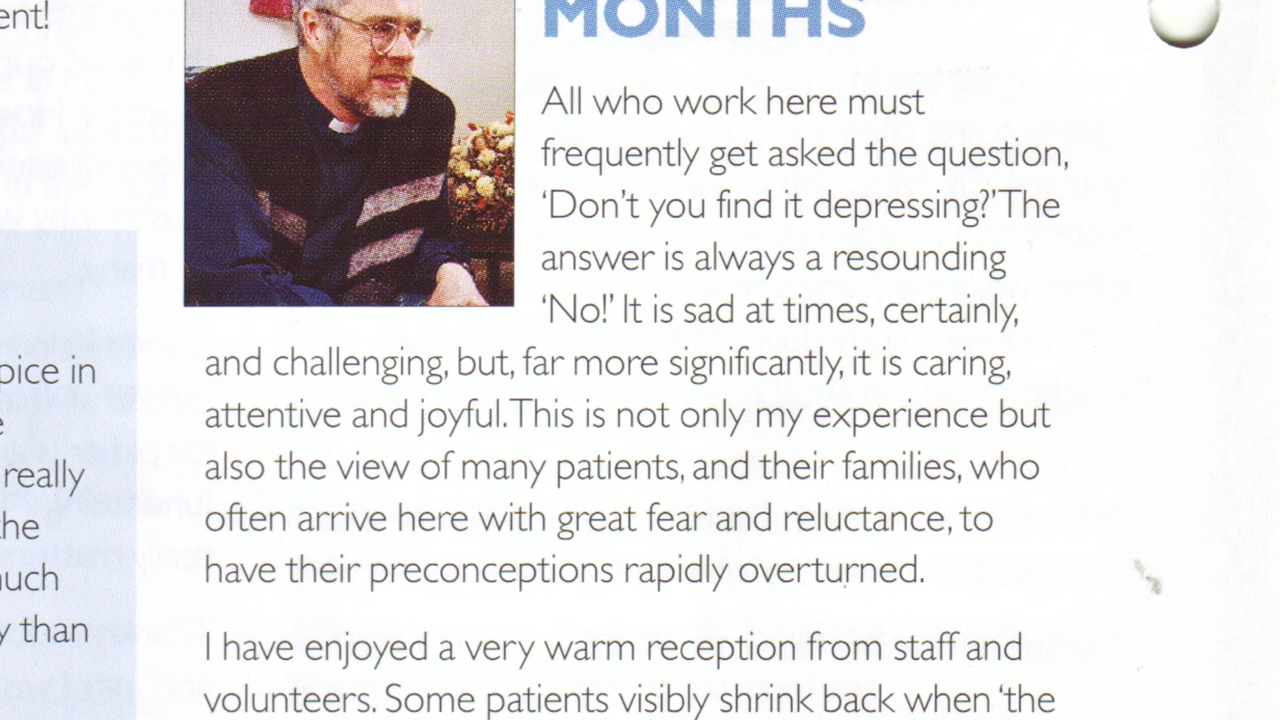 ent!
pice in
e
really
the
much
y than
MONTHS
All who work here must
frequently get asked the question,
‘Don’t you find it depressing?’ The
answer is always a resounding
‘No!’ It is sad at times, certainly,
and challenging, but, far more significantly, it is caring,
attentive and joyful. This is not only my experience but
also the view of many patients, and their families, who
often arrive here with great fear and reluctance, to
have their preconceptions rapidly overturned.
I have enjoyed a very warm reception from staff and
volunteers. Some patients visibly shrink back when ‘the